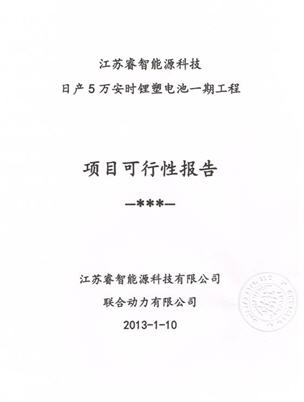 江苏睿智能源科技
日产 5 万安时锂塑电池一期工程
项目可行性报告
—***—
江苏睿智能源科技有限公司
联合动力有限公司
2013-1-10